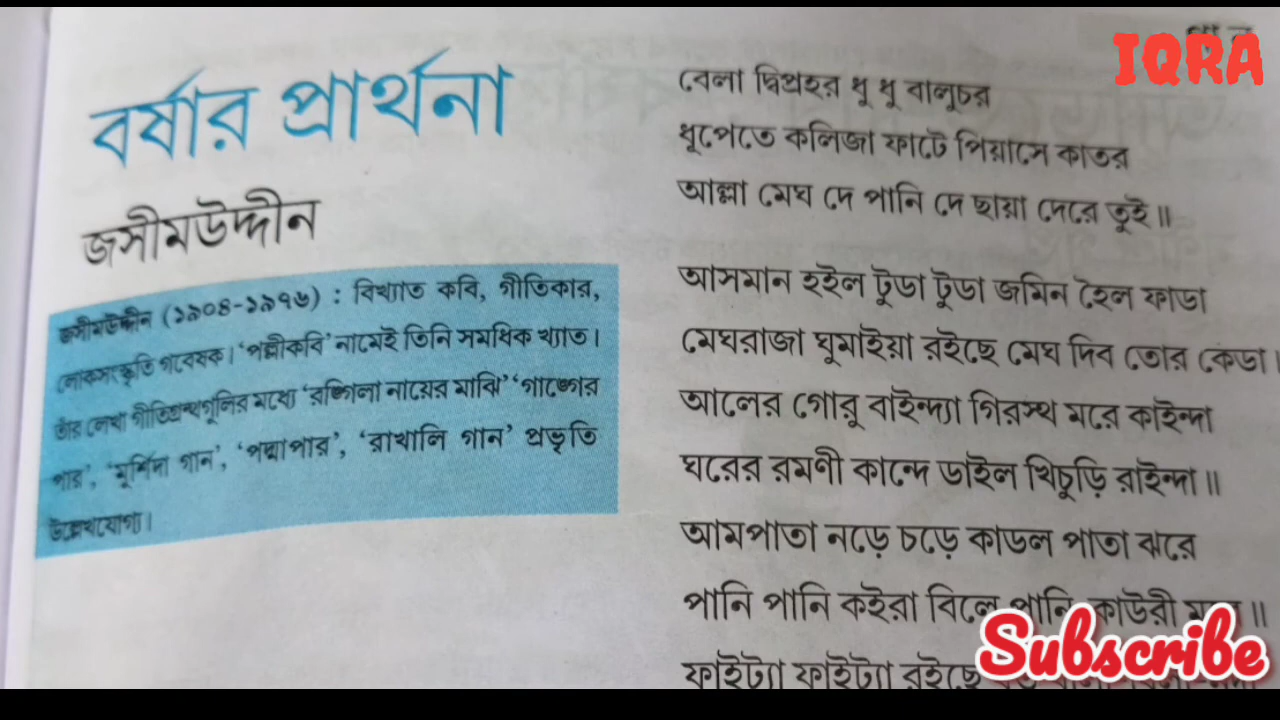 বর্ষার প্রার্থনা
জসীমউদ্দীন
জসীমউদ্দীন (১৯০৪-১৯৭৬) : বিখ্যাত কবি, গীতিকার,
লোকসংস্কৃতি গবেষক। ‘পল্লীকবি’ নামেই তিনি সমধিক খ্যাত।
তাঁর লেখা গীতিগ্রন্থগুলির মধ্যে ‘রঙ্গিলা নায়ের মাঝি’ ‘গাঙ্গের
পার’, ‘মুর্শিদা গান’, ‘পদ্মাপার’, ‘রাখালি গান’ প্রভৃতি
উল্লেখযোগ্য।
IQRA
বেলা দ্বিপ্রহর ধু ধু বালুচর
ধূপেতে কলিজা ফাটে পিয়াসে কাতর
আল্লা মেঘ দে পানি দে ছায়া দেরে তুই॥
আসমান হইল টুডা টুডা জমিন হৈল ফাডা
মেঘরাজা ঘুমাইয়া রইছে মেঘ দিব তোর কেডা।
আলের গোরু বাইন্দ্যা গিরস্থ মরে কাইন্দা
ঘরের রমণী কান্দে ডাইল খিচুড়ি রাইন্দা॥
আমপাতা নড়ে চড়ে কাডল পাতা ঝরে
পানি পানি কইরা বিলে পানি কাউরী মরে॥
ফাইট্যা ফাইট্যা রইছে
Subscribe